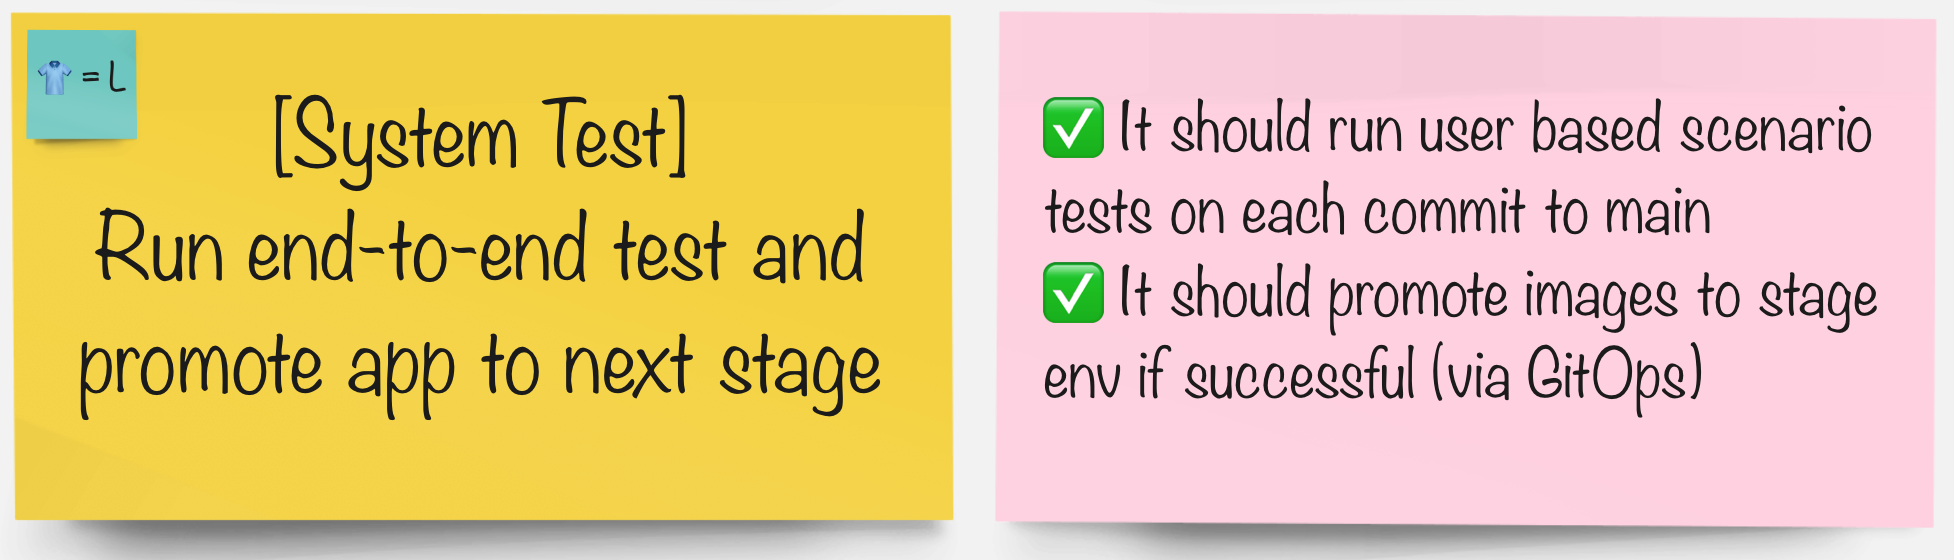 👕 = L
[System Test]
Run end-to-end test and
promote app to next stage
✅ It should run user based scenario
tests on each commit to main
✅ It should promote images to stage
env if successful (via GitOps)